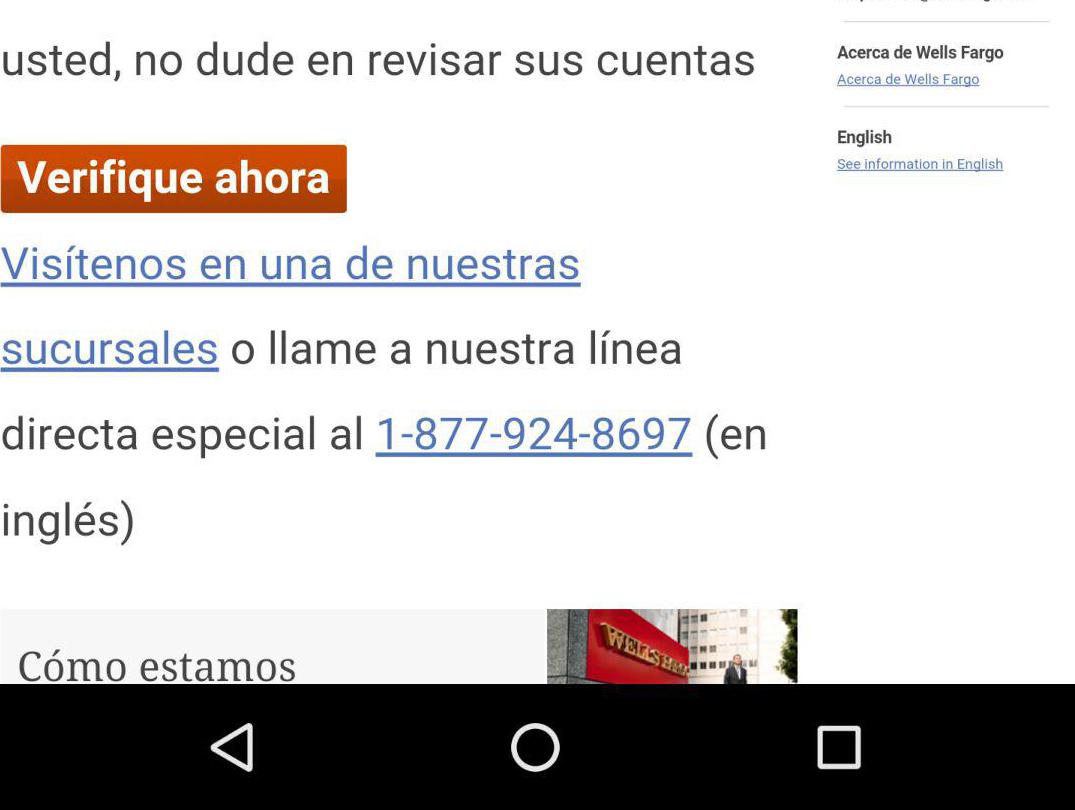 usted, no dude en revisar sus cuentas
Verifique ahora
Visítenos en una de nuestras
sucursales o llame a nuestra línea
directa especial al 1-877-924-8697 (en
inglés)
Cómo estamos
WELLS FARGO
Acerca de Wells Fargo
Acerca de Wells Fargo
English
See information in English